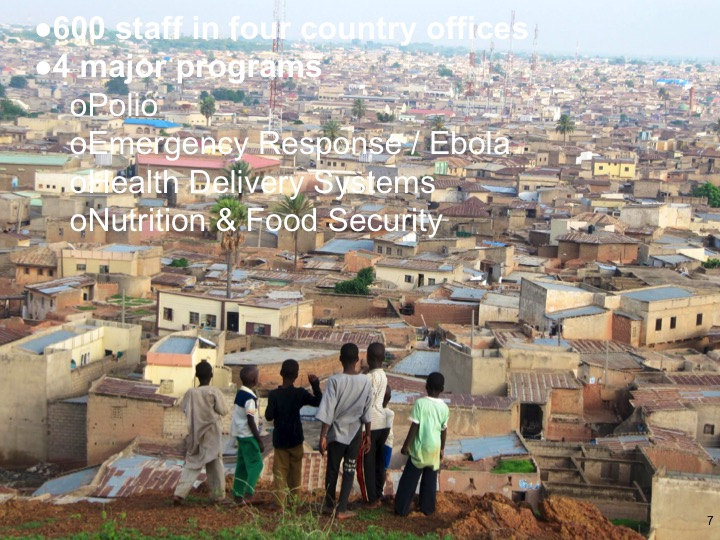 ●600 staff in four country offices
●4 major programs
oPolio
oEmergency Response / Ebola
oHealth Delivery Systems
oNutrition & Food Security
7